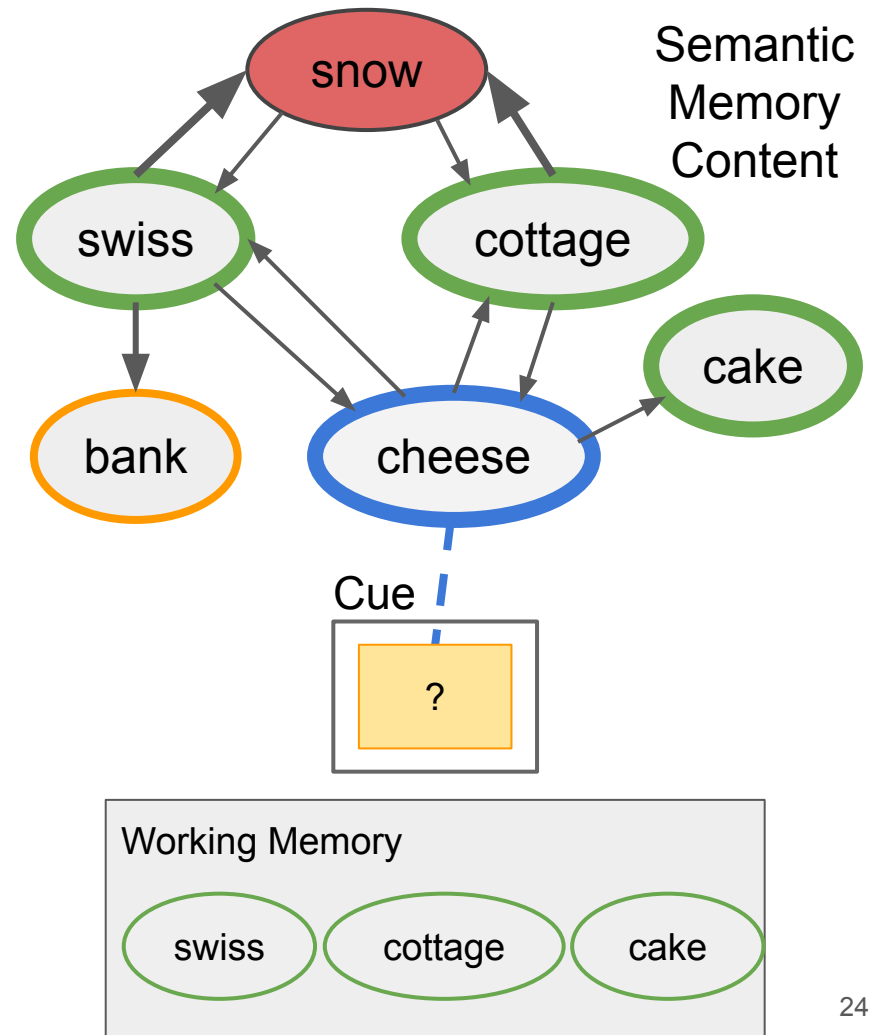 Semantic
Memory
Content
snow
swiss
cottage
cake
bank
cheese
Cue
?
Working Memory
swiss
cottage
cake
24